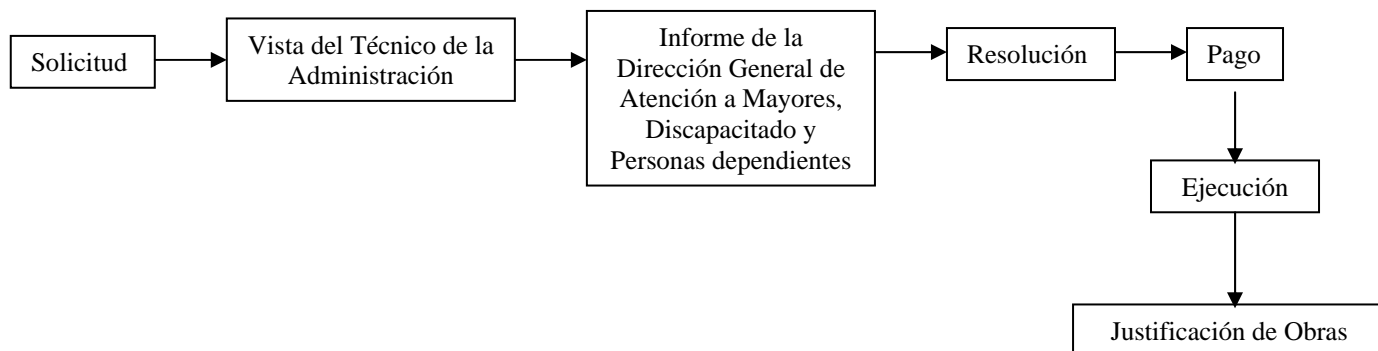 Solicitud
Vista del Técnico de la
Administración
Informe de la
Dirección General de
Atención a Mayores,
Discapacitado y
Personas dependientes
Resolución
Pago
Ejecución
Justificación de Obras